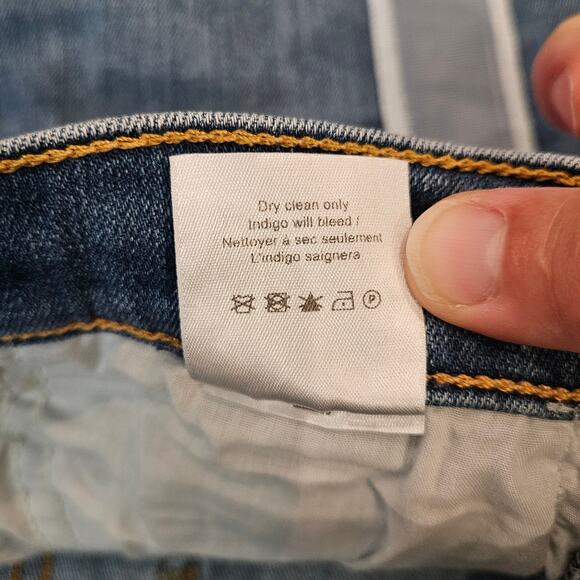 Dry clean only
Indigo will bleed /
Nettoyer à sec seulement
L'indigo saignera
P